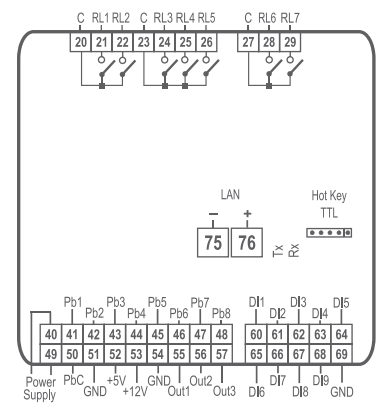 C RL1 RL2 C RL3 RL4 RL5 C RL6 RL7
20 21 22 23 24 25 26 27 28 29
LAN
Hot Key
TTL
– +
75 76
Tx
Rx
Pb1 Pb3 Pb5 Pb7 DI1 DI3 DI5
Pb2 Pb4 Pb6 Pb8 DI2 DI4
40 41 42 43 44 45 46 47 48 60 61 62 63 64
49 50 51 52 53 54 55 56 57 65 66 67 68 69
Power PbC +5V GND Out2 DI7 DI9
Supply GND +12V Out1 Out3 DI6 DI8 GND